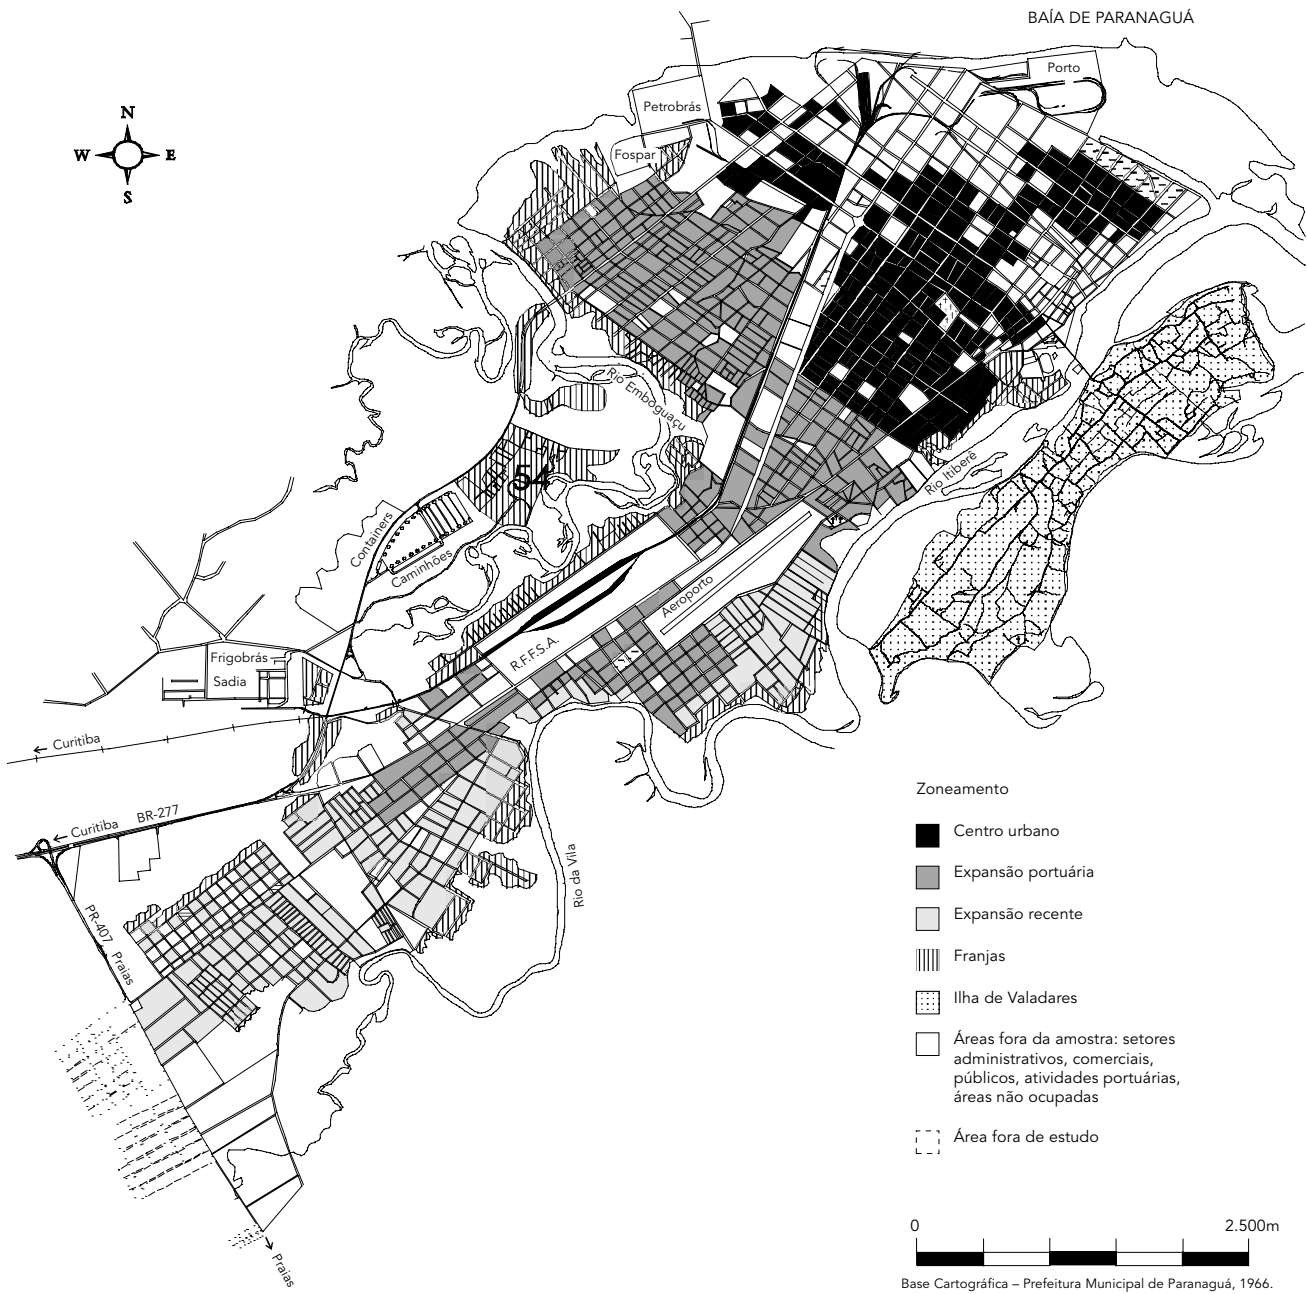 BAÍA DE PARANAGUÁ
Porto
Petrobrás
Fospar
N
W
E
S
Rio Emboguaçu
Rio Itiberê
54
Containers
Caminhões
Aeroporto
R.F.F.S.A.
Frigobrás
Sadia
← Curitiba
← Curitiba
BR-277
Rio da Vila
PR-407
Praias
Praias
Zoneamento
Centro urbano
Expansão portuária
Expansão recente
Franjas
Ilha de Valadares
Áreas fora da amostra: setores
administrativos, comerciais,
públicos, atividades portuárias,
áreas não ocupadas
Área fora de estudo
0
2.500m
Base Cartográfica – Prefeitura Municipal de Paranaguá, 1966.